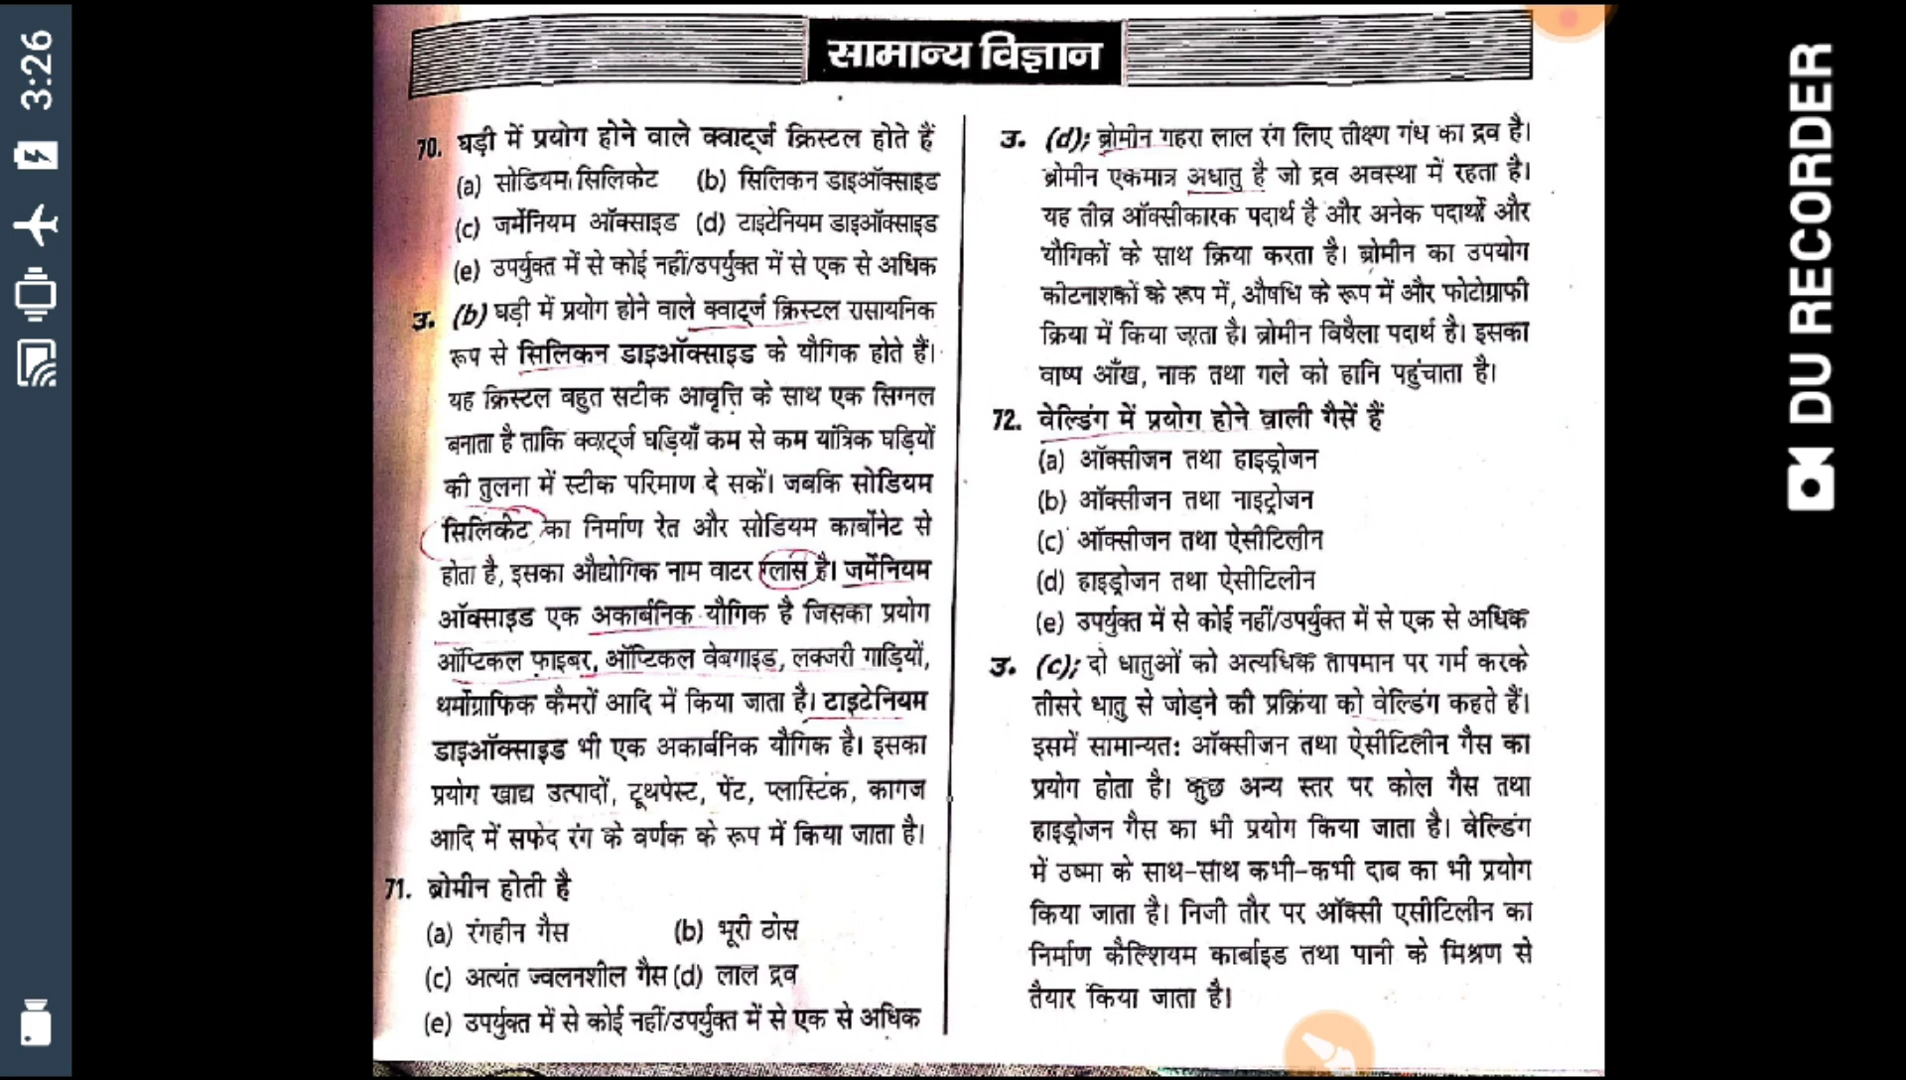 3:26
सामान्य विज्ञान
70. घड़ी में प्रयोग होने वाले क्वार्ट्ज क्रिस्टल होते हैं
(a) सोडियम सिलिकेट (b) सिलिकन डाइऑक्साइड
(c) जर्मेनियम ऑक्साइड (d) टाइटेनियम डाइऑक्साइड
(e) उपर्युक्त में से कोई नहीं/उपर्युक्त में से एक से अधिक
उ. (b) घड़ी में प्रयोग होने वाले क्वार्ट्ज क्रिस्टल रासायनिक
रूप से सिलिकन डाइऑक्साइड के यौगिक होते हैं।
यह क्रिस्टल बहुत सटीक आवृत्ति के साथ एक सिग्नल
बनाता है ताकि क्वार्ट्ज घड़ियाँ कम से कम यांत्रिक घड़ियों
की तुलना में स्टीक परिमाण दे सकें। जबकि सोडियम
सिलिकेट का निर्माण रेत और सोडियम कार्बोनेट से
होता है, इसका औद्योगिक नाम वाटर ग्लास है। जर्मेनियम
ऑक्साइड एक अकार्बनिक यौगिक है जिसका प्रयोग
ऑप्टिकल फ़ाइबर, ऑप्टिकल वेबगाइड, लक्जरी गाड़ियों,
थर्मोग्राफिक कैमरों आदि में किया जाता है। टाइटेनियम
डाइऑक्साइड भी एक अकार्बनिक यौगिक है। इसका
प्रयोग खाद्य उत्पादों, टूथपेस्ट, पेंट, प्लास्टिक, कागज
आदि में सफेद रंग के वर्णक के रूप में किया जाता है।
71. ब्रोमीन होती है
(a) रंगहीन गैस (b) भूरी ठोस
(c) अत्यंत ज्वलनशील गैस (d) लाल द्रव
(e) उपर्युक्त में से कोई नहीं/उपर्युक्त में से एक से अधिक
उ. (d); ब्रोमीन गहरा लाल रंग लिए तीक्ष्ण गंध का द्रव है।
ब्रोमीन एकमात्र अधातु है जो द्रव अवस्था में रहता है।
यह तीव्र ऑक्सीकारक पदार्थ है और अनेक पदार्थों और
यौगिकों के साथ क्रिया करता है। ब्रोमीन का उपयोग
कीटनाशकों के रूप में, औषधि के रूप में और फोटोग्राफी
क्रिया में किया जाता है। ब्रोमीन विषैला पदार्थ है। इसका
वाष्प आँख, नाक तथा गले को हानि पहुंचाता है।
72. वेल्डिंग में प्रयोग होने वाली गैसें हैं
(a) ऑक्सीजन तथा हाइड्रोजन
(b) ऑक्सीजन तथा नाइट्रोजन
(c) ऑक्सीजन तथा ऐसीटिलीन
(d) हाइड्रोजन तथा ऐसीटिलीन
(e) उपर्युक्त में से कोई नहीं/उपर्युक्त में से एक से अधिक
उ. (c); दो धातुओं को अत्यधिक तापमान पर गर्म करके
तीसरे धातु से जोड़ने की प्रक्रिया को वेल्डिंग कहते हैं।
इसमें सामान्यत: ऑक्सीजन तथा ऐसीटिलीन गैस का
प्रयोग होता है। कुछ अन्य स्तर पर कोल गैस तथा
हाइड्रोजन गैस का भी प्रयोग किया जाता है। वेल्डिंग
में उष्मा के साथ-साथ कभी-कभी दाब का भी प्रयोग
किया जाता है। निजी तौर पर ऑक्सी एसीटिलीन का
निर्माण कैल्शियम कार्बाइड तथा पानी के मिश्रण से
तैयार किया जाता है।
DU RECORDER